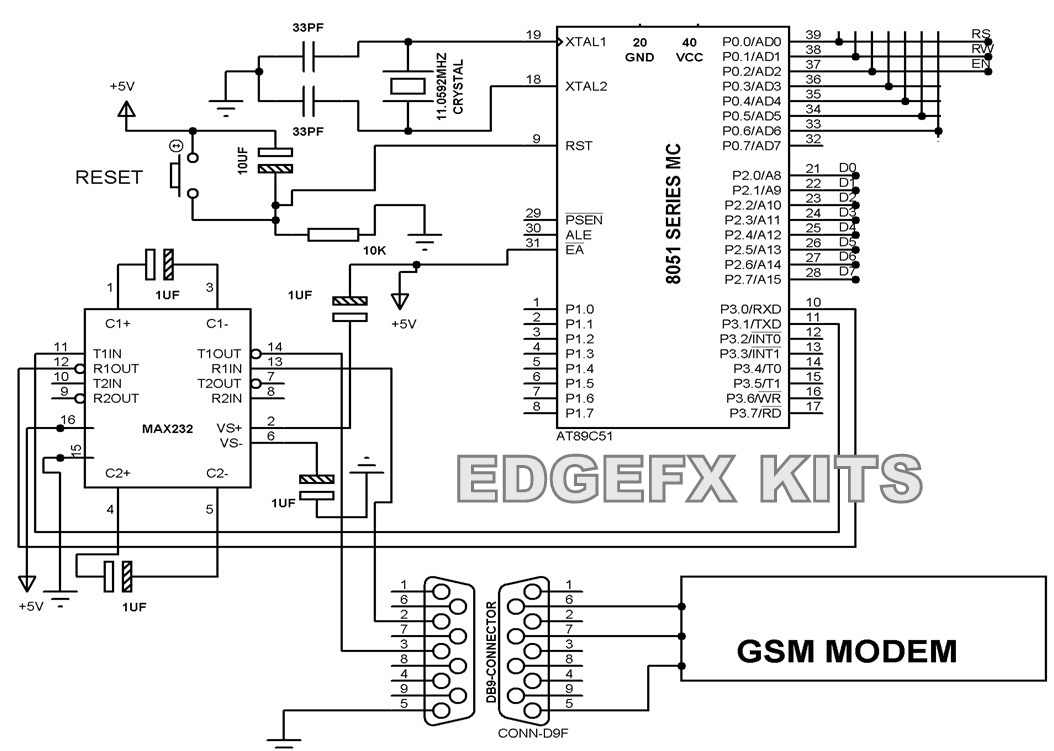 33PF
33PF
11.0592MHZ
CRYSTAL
+5V
RESET
10UF
10K
19 XTAL1
18 XTAL2
9 RST
29 PSEN
30 ALE
31 EA
1 P1.0
2 P1.1
3 P1.2
4 P1.3
5 P1.4
6 P1.5
7 P1.6
8 P1.7
20 40
GND VCC
8051 SERIES MC
AT89C51
P0.0/AD0 39 RS
P0.1/AD1 38 RW
P0.2/AD2 37 EN
P0.3/AD3 36
P0.4/AD4 35
P0.5/AD5 34
P0.6/AD6 33
P0.7/AD7 32
P2.0/A8 21 D0
P2.1/A9 22 D1
P2.2/A10 23 D2
P2.3/A11 24 D3
P2.4/A12 25 D4
P2.5/A13 26 D5
P2.6/A14 27 D6
P2.7/A15 28 D7
P3.0/RXD 10
P3.1/TXD 11
P3.2/INT0 12
P3.3/INT1 13
P3.4/T0 14
P3.5/T1 15
P3.6/WR 16
P3.7/RD 17
1UF
+5V
1UF
1 3
C1+ C1-
11 T1IN T1OUT 14
12 R1OUT R1IN 13
10 T2IN T2OUT 7
9 R2OUT R2IN 8
16 MAX232 VS+ 2
15 VS- 6
C2+ C2-
4 5
1UF
1UF
+5V
EDGEFX KITS
1
6
2
7
3
8
4
9
5
DB9-CONNECTOR
1
6
2
7
3
8
4
9
5
CONN-D9F
GSM MODEM